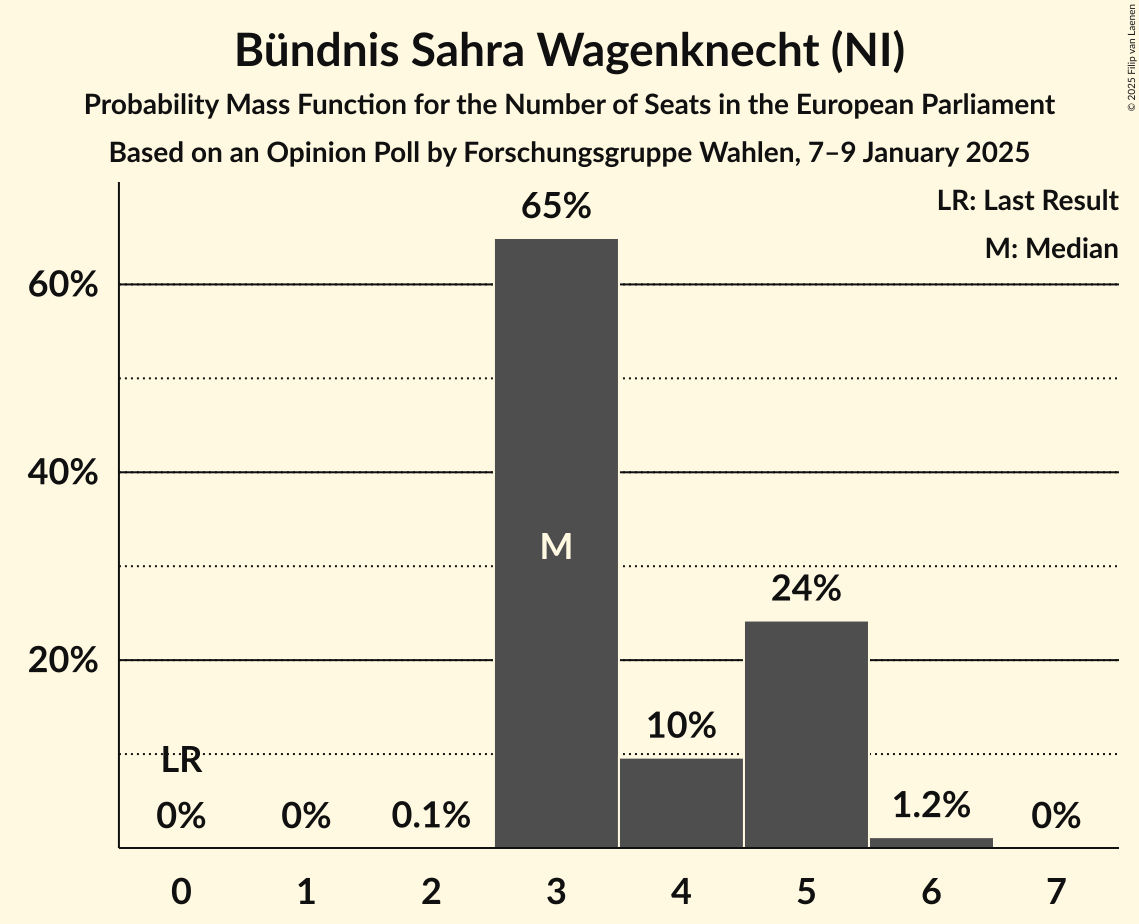 Bündnis Sahra Wagenknecht (NI)
Probability Mass Function for the Number of Seats in the European Parliament
Based on an Opinion Poll by Forschungsgruppe Wahlen, 7–9 January 2025
© 2025 Filip van Laenen
LR: Last Result
M: Median
65%
60%
40%
M
24%
20%
10%
LR
0%
0%
0.1%
1.2%
0%
0 1 2 3 4 5 6 7